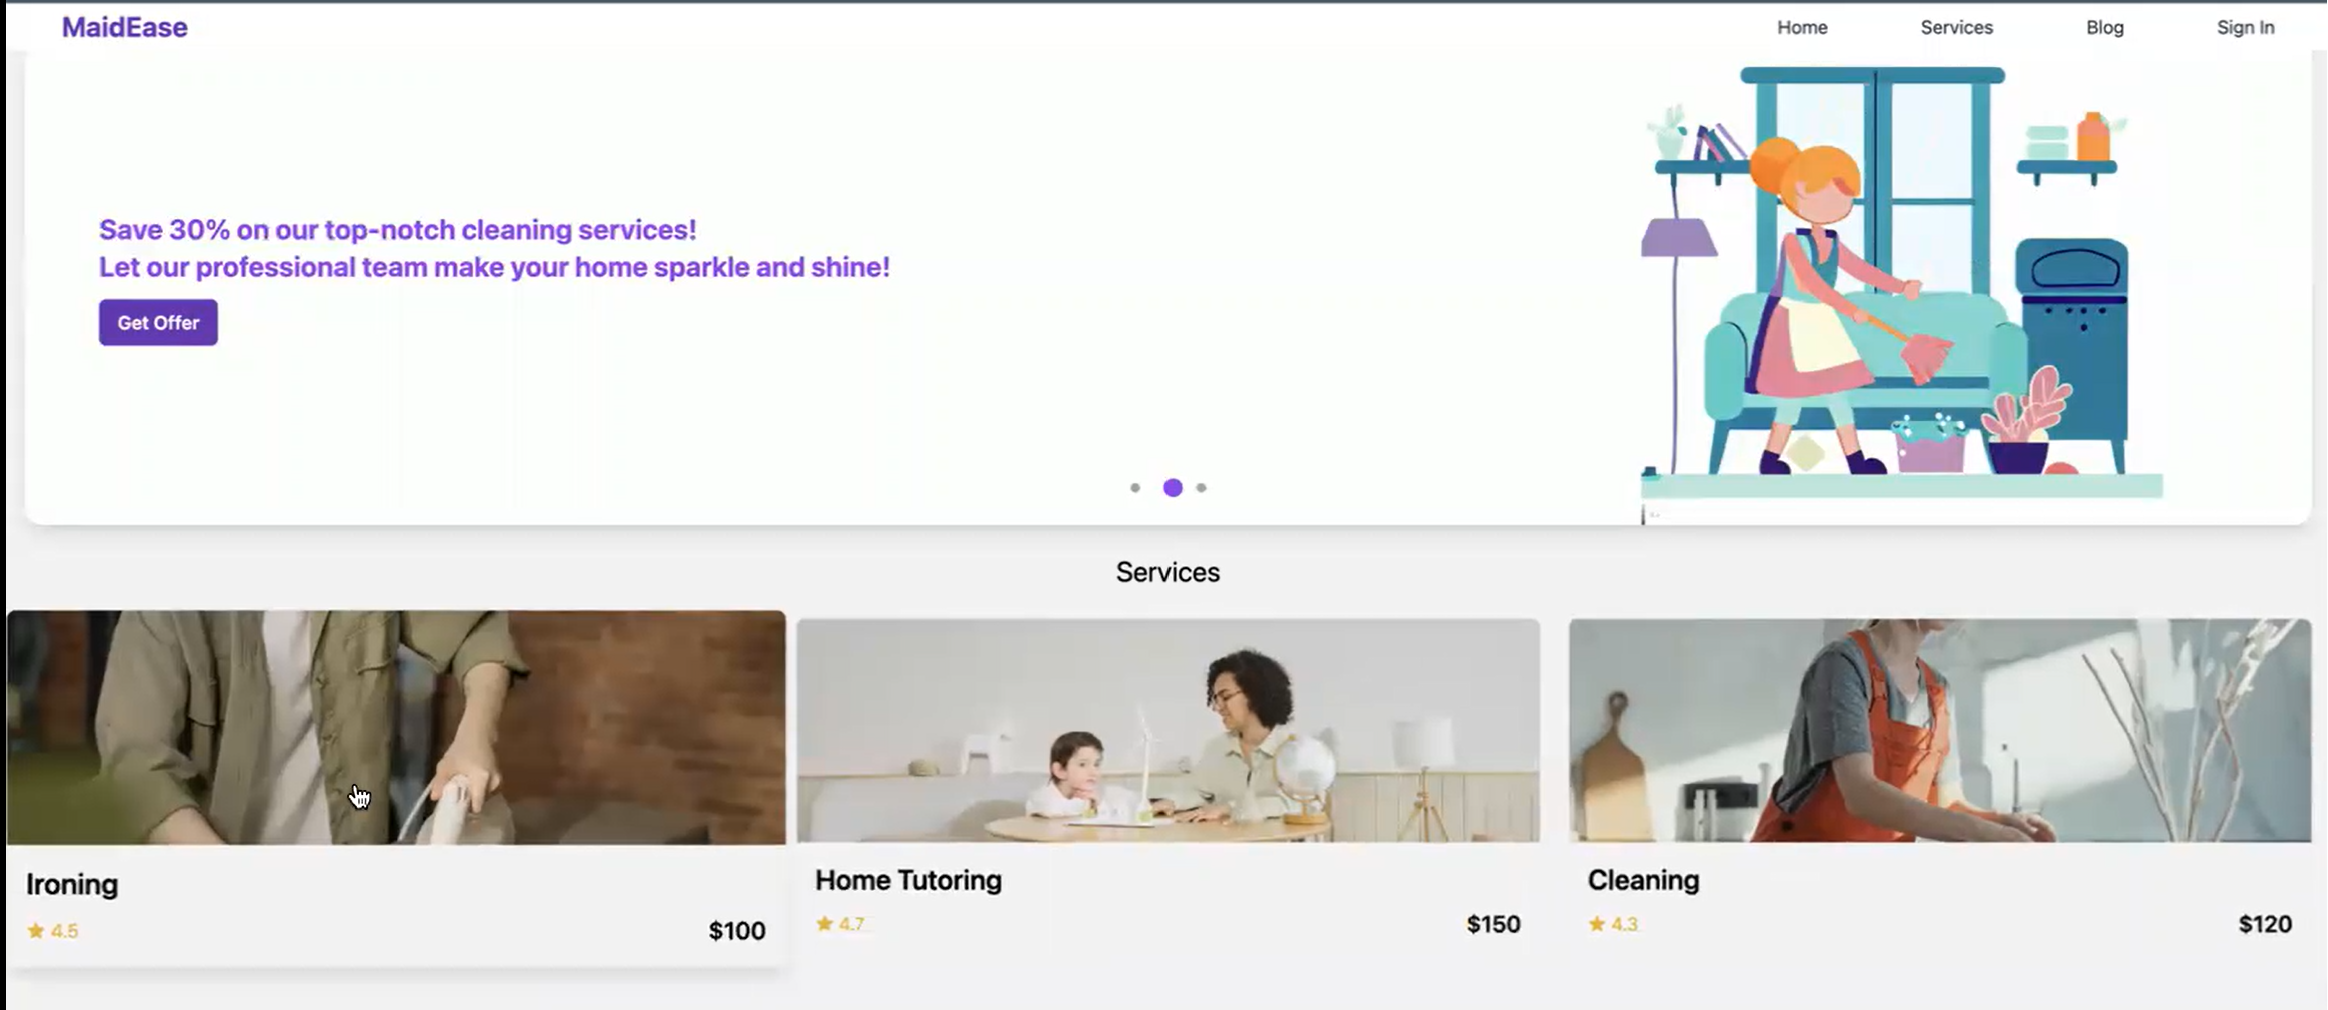 MaidEase
Home
Services
Blog
Sign In
Save 30% on our top-notch cleaning services!
Let our professional team make your home sparkle and shine!
Get Offer
Services
Ironing
4.5
$100
Home Tutoring
4.7
$150
Cleaning
4.3
$120